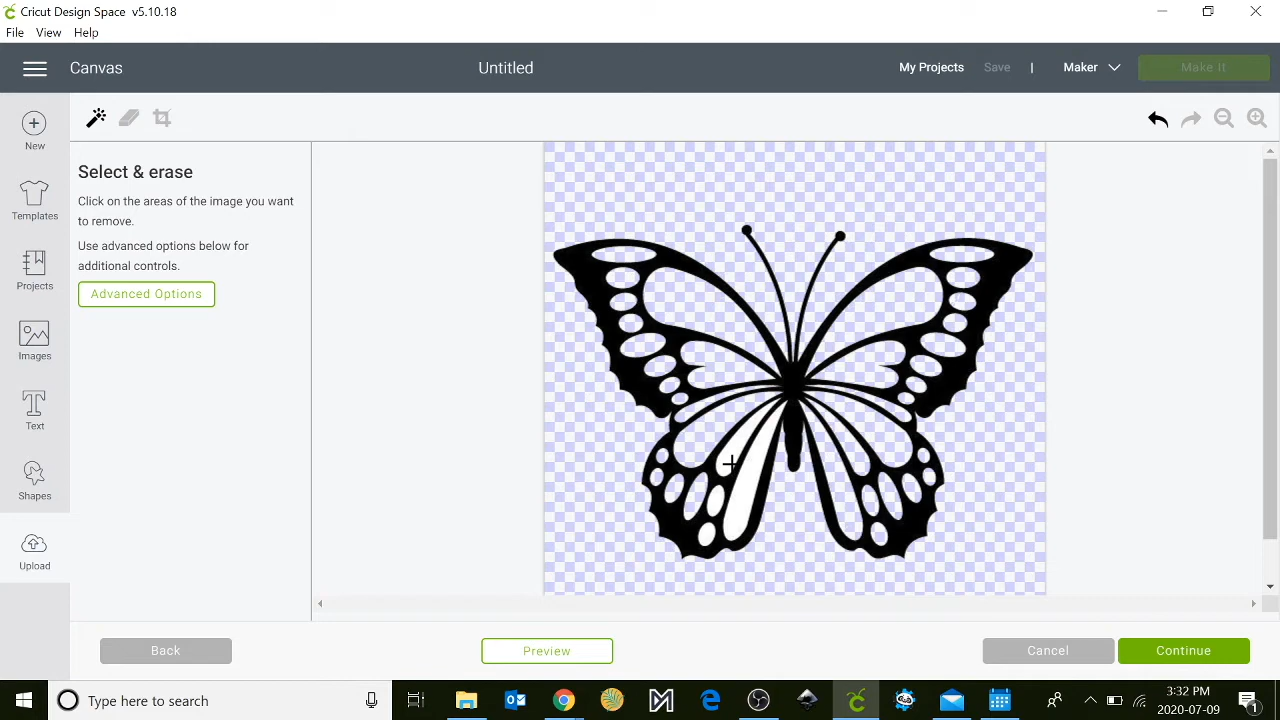 Cricut Design Space v5.10.18
File View Help
Canvas
Untitled
My Projects Save | Maker Make It
New
Templates
Projects
Images
Text
Shapes
Upload
Select & erase
Click on the areas of the image you want
to remove.
Use advanced options below for
additional controls.
Advanced Options
Back
Preview
Cancel
Continue
Type here to search
3:32 PM
2020-07-09
1